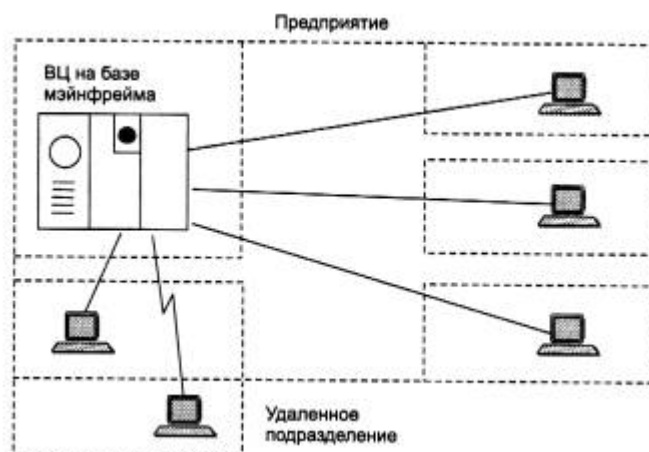 Предприятие
ВЦ на базе
мэйнфрейма
Удаленное
подразделение